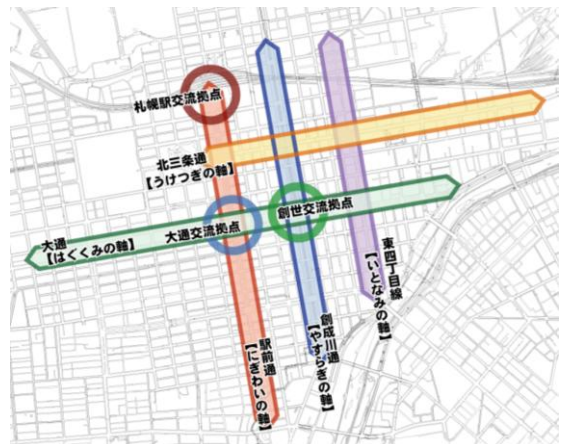 札幌駅交流拠点
北三条通
【うけつぎの軸】
創世交流拠点
大通
【はぐくみの軸】
大通交流拠点
東四丁目線
【いとなみの軸】
創成川通
【やすらぎの軸】
駅前通
【にぎわいの軸】